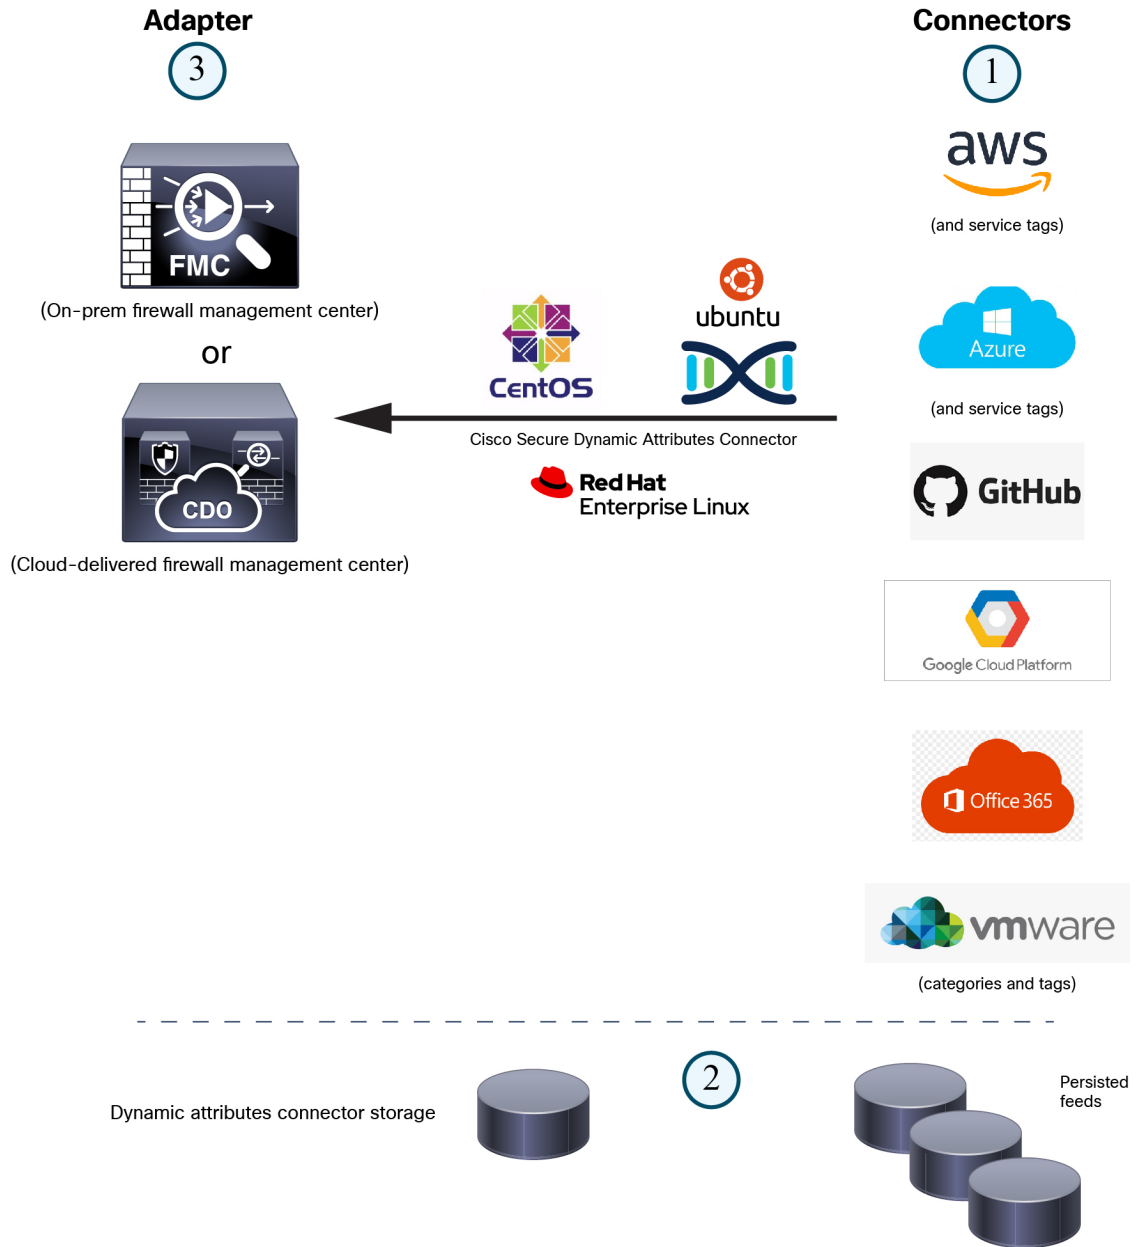 Adapter
3
FMC
(On-prem firewall management center)
or
CDO
(Cloud-delivered firewall management center)
CentOS
ubuntu
Cisco Secure Dynamic Attributes Connector
Red Hat
Enterprise Linux
Connectors
1
aws
(and service tags)
Azure
(and service tags)
GitHub
Google Cloud Platform
Office 365
vmware
(categories and tags)
2
Dynamic attributes connector storage
Persisted
feeds